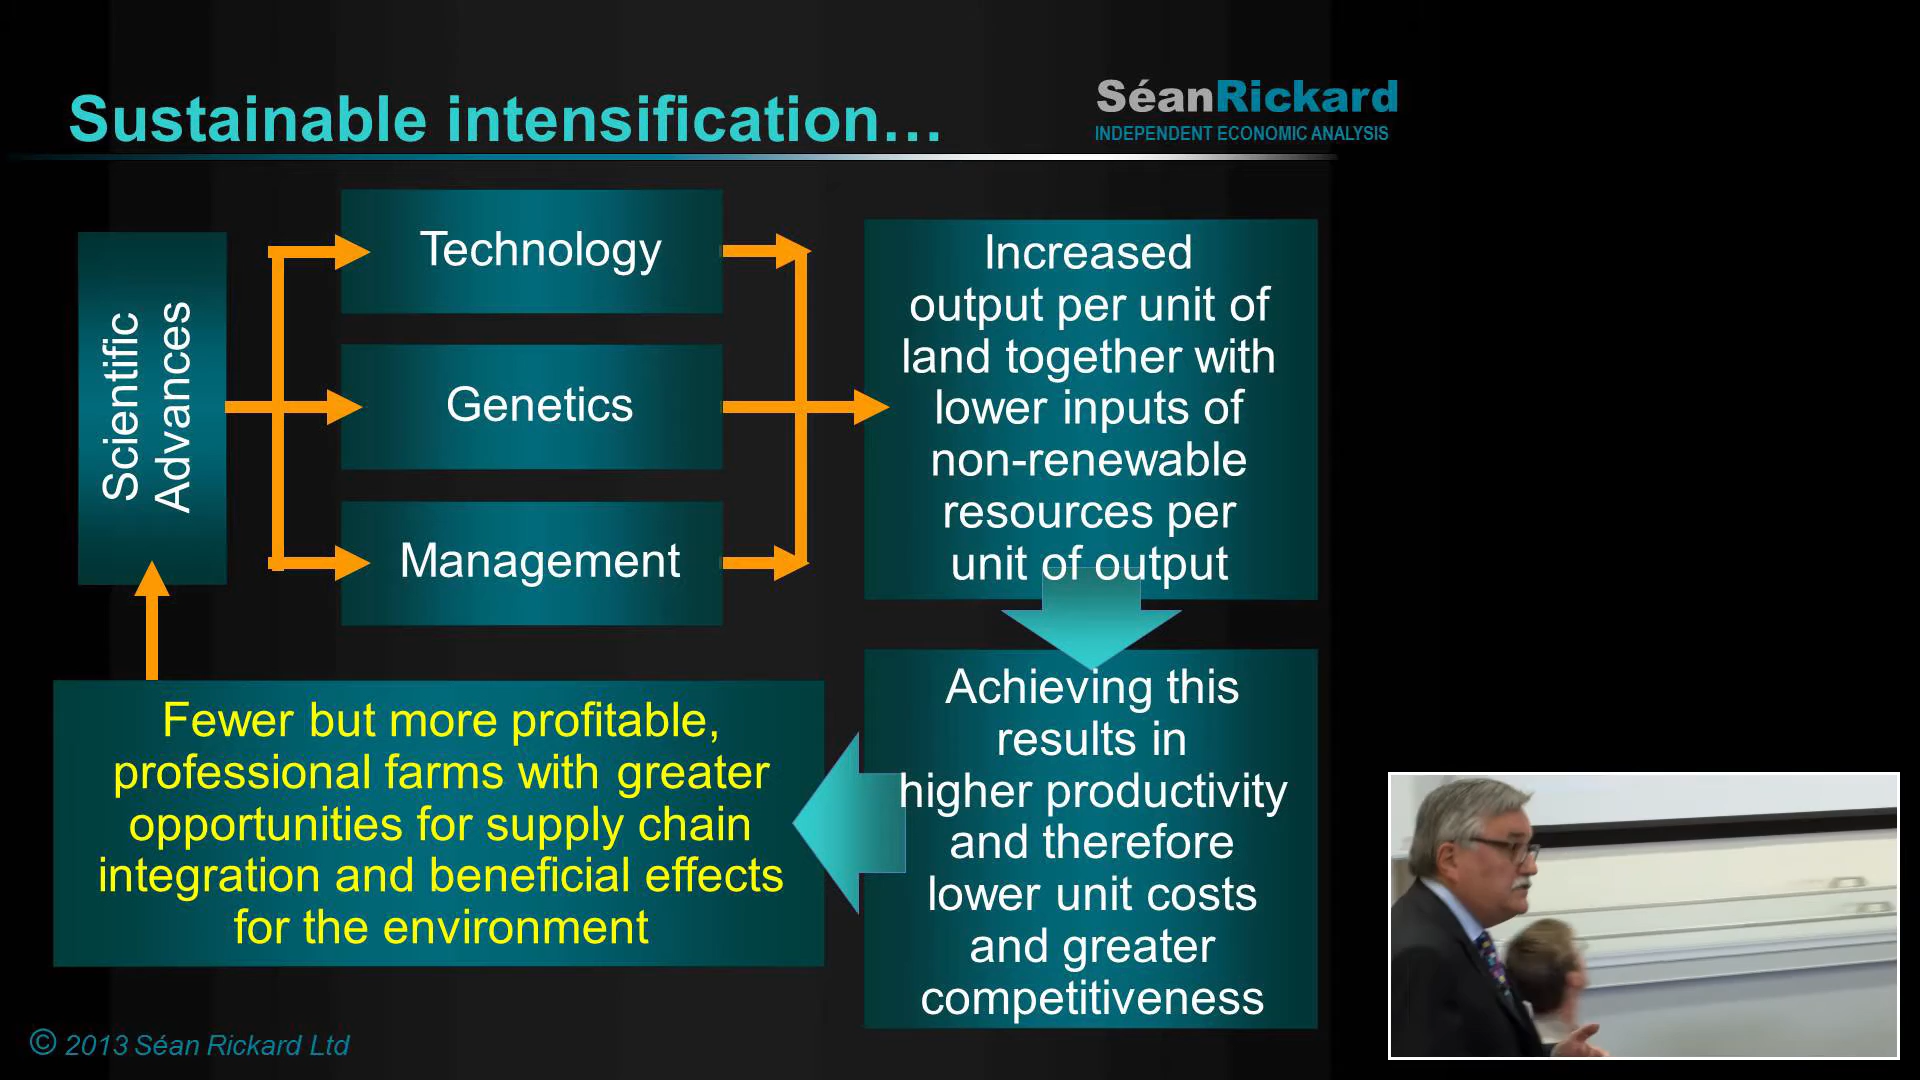 Sustainable intensification…
SéanRickard
INDEPENDENT ECONOMIC ANALYSIS
Scientific
Advances
Technology
Genetics
Management
Increased
output per unit of
land together with
lower inputs of
non-renewable
resources per
unit of output
Achieving this
results in
higher productivity
and therefore
lower unit costs
and greater
competitiveness
Fewer but more profitable,
professional farms with greater
opportunities for supply chain
integration and beneficial effects
for the environment
© 2013 Séan Rickard Ltd